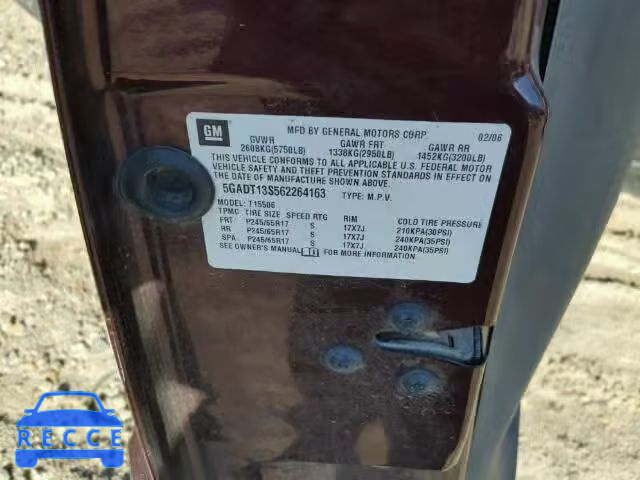 GM
MFD BY GENERAL MOTORS CORP
02/06
GVWR GAWR FRT GAWR RR
2608KG(5750LB) 1338KG(2950LB) 1452KG(3200LB)
THIS VEHICLE CONFORMS TO ALL APPLICABLE U.S. FEDERAL MOTOR
VEHICLE SAFETY AND THEFT PREVENTION STANDARDS IN EFFECT ON
THE DATE OF MANUFACTURE SHOWN ABOVE.
5GADT13S562264163 TYPE: M.P.V.
MODEL: T15506
TPMC TIRE SIZE SPEED RTG RIM COLD TIRE PRESSURE
FRT P245/65R17 S 17X7J 210KPA(30PSI)
RR P245/65R17 S 17X7J 240KPA(35PSI)
SPA P245/65R17 S 17X7J 240KPA(35PSI)
SEE OWNER'S MANUAL FOR MORE INFORMATION.
RECCE